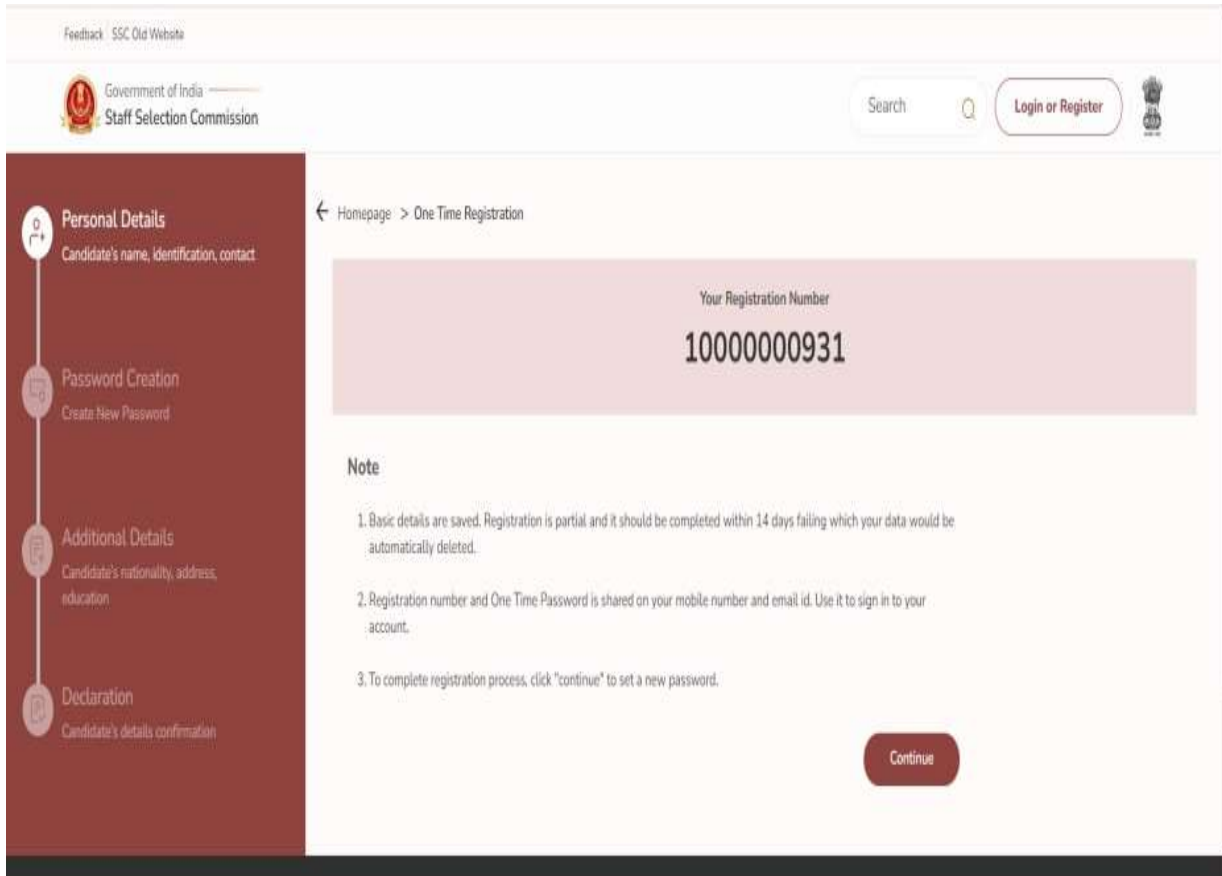 Feedback SSC Old Website
Government of India
Staff Selection Commission
Search
Login or Register
Personal Details
Candidate's name, identification, contact
Password Creation
Create New Password
Additional Details
Candidate's nationality, address,
education
Declaration
Candidate's details confirmation
Homepage > One Time Registration
Your Registration Number
10000000931
Note
1. Basic details are saved. Registration is partial and it should be completed within 14 days failing which your data would be
automatically deleted.
2. Registration number and One Time Password is shared on your mobile number and email id. Use it to sign in to your
account.
3. To complete registration process, click "continue" to set a new password.
Continue